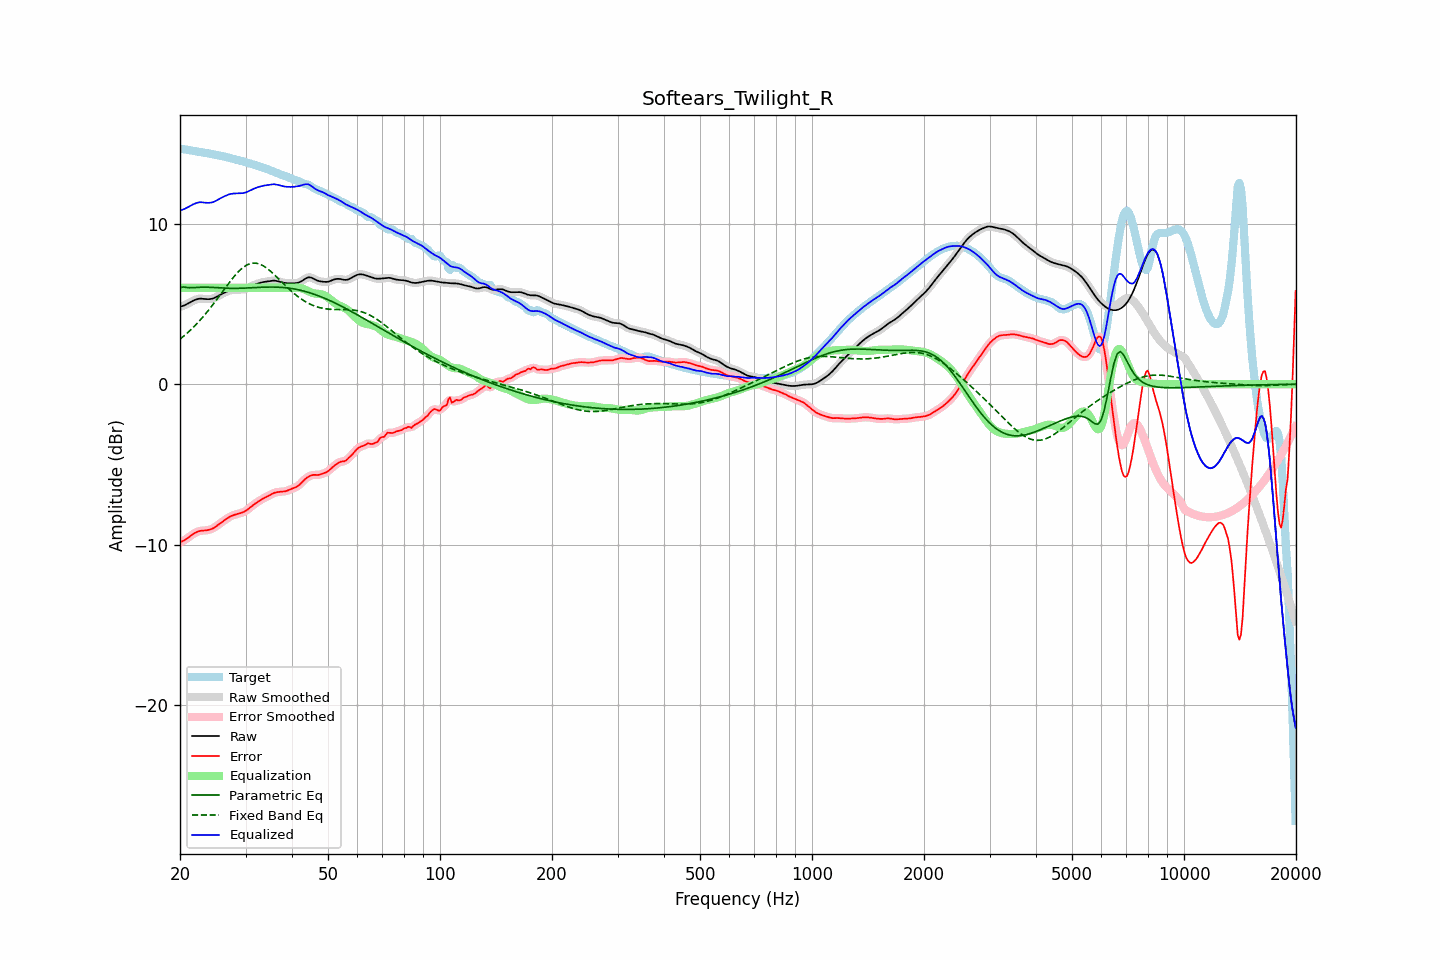 Softears_Twilight_R
Amplitude (dBr)
10
0
−10
−20
Target
Raw Smoothed
Error Smoothed
Raw
Error
Equalization
Parametric Eq
Fixed Band Eq
Equalized
20 50 100 200 500 1000 2000 5000 10000 20000
Frequency (Hz)